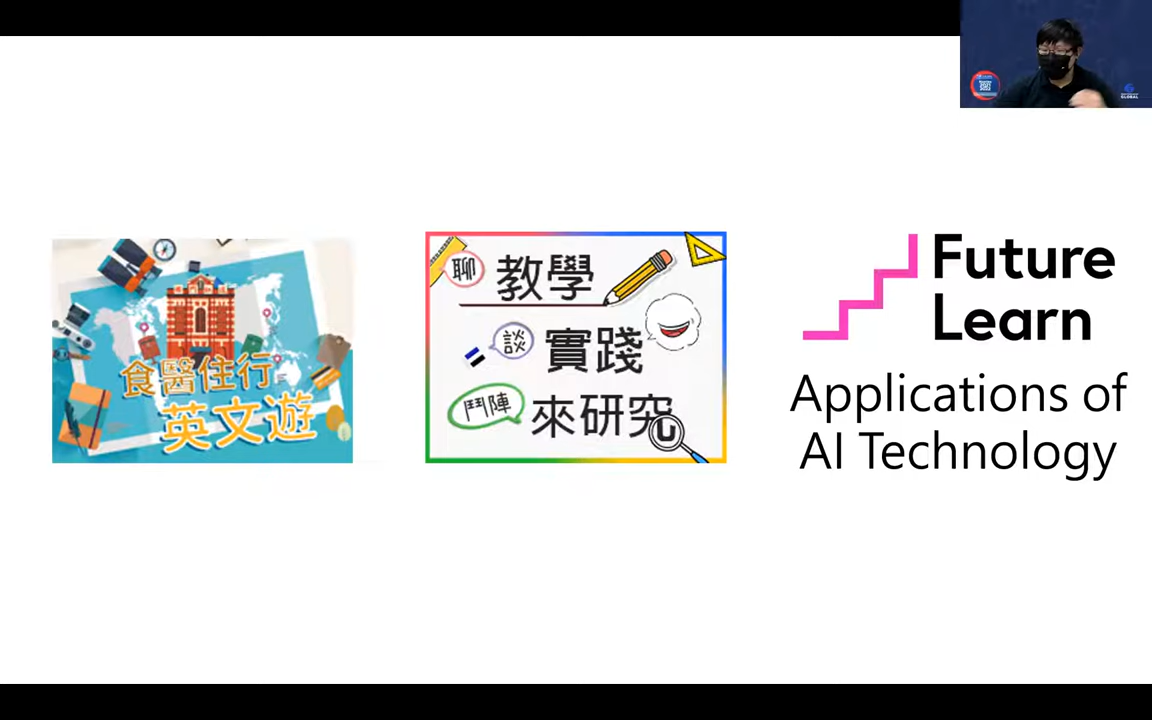 食醫住行
英文遊
聊 教學
談 實踐
鬥陣 來研究
U
Future
Learn
Applications of
AI Technology
GLOBAL